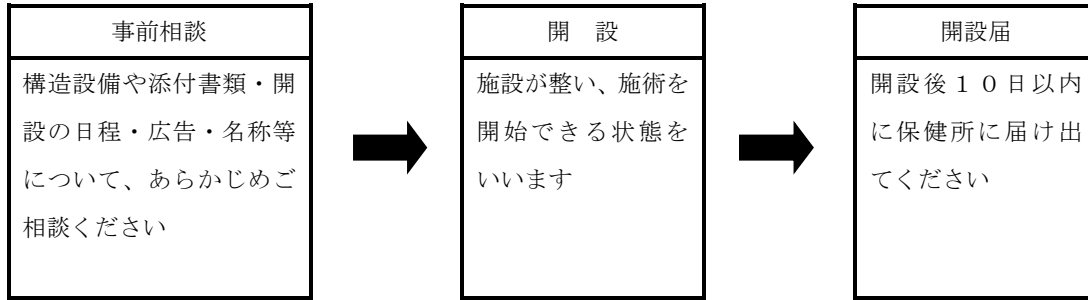 事前相談
構造設備や添付書類・開
設の日程・広告・名称等
について、あらかじめご
相談ください
開　設
施設が整い、施術を
開始できる状態を
いいます
開設届
開設後１０日以内
に保健所に届け出
てください